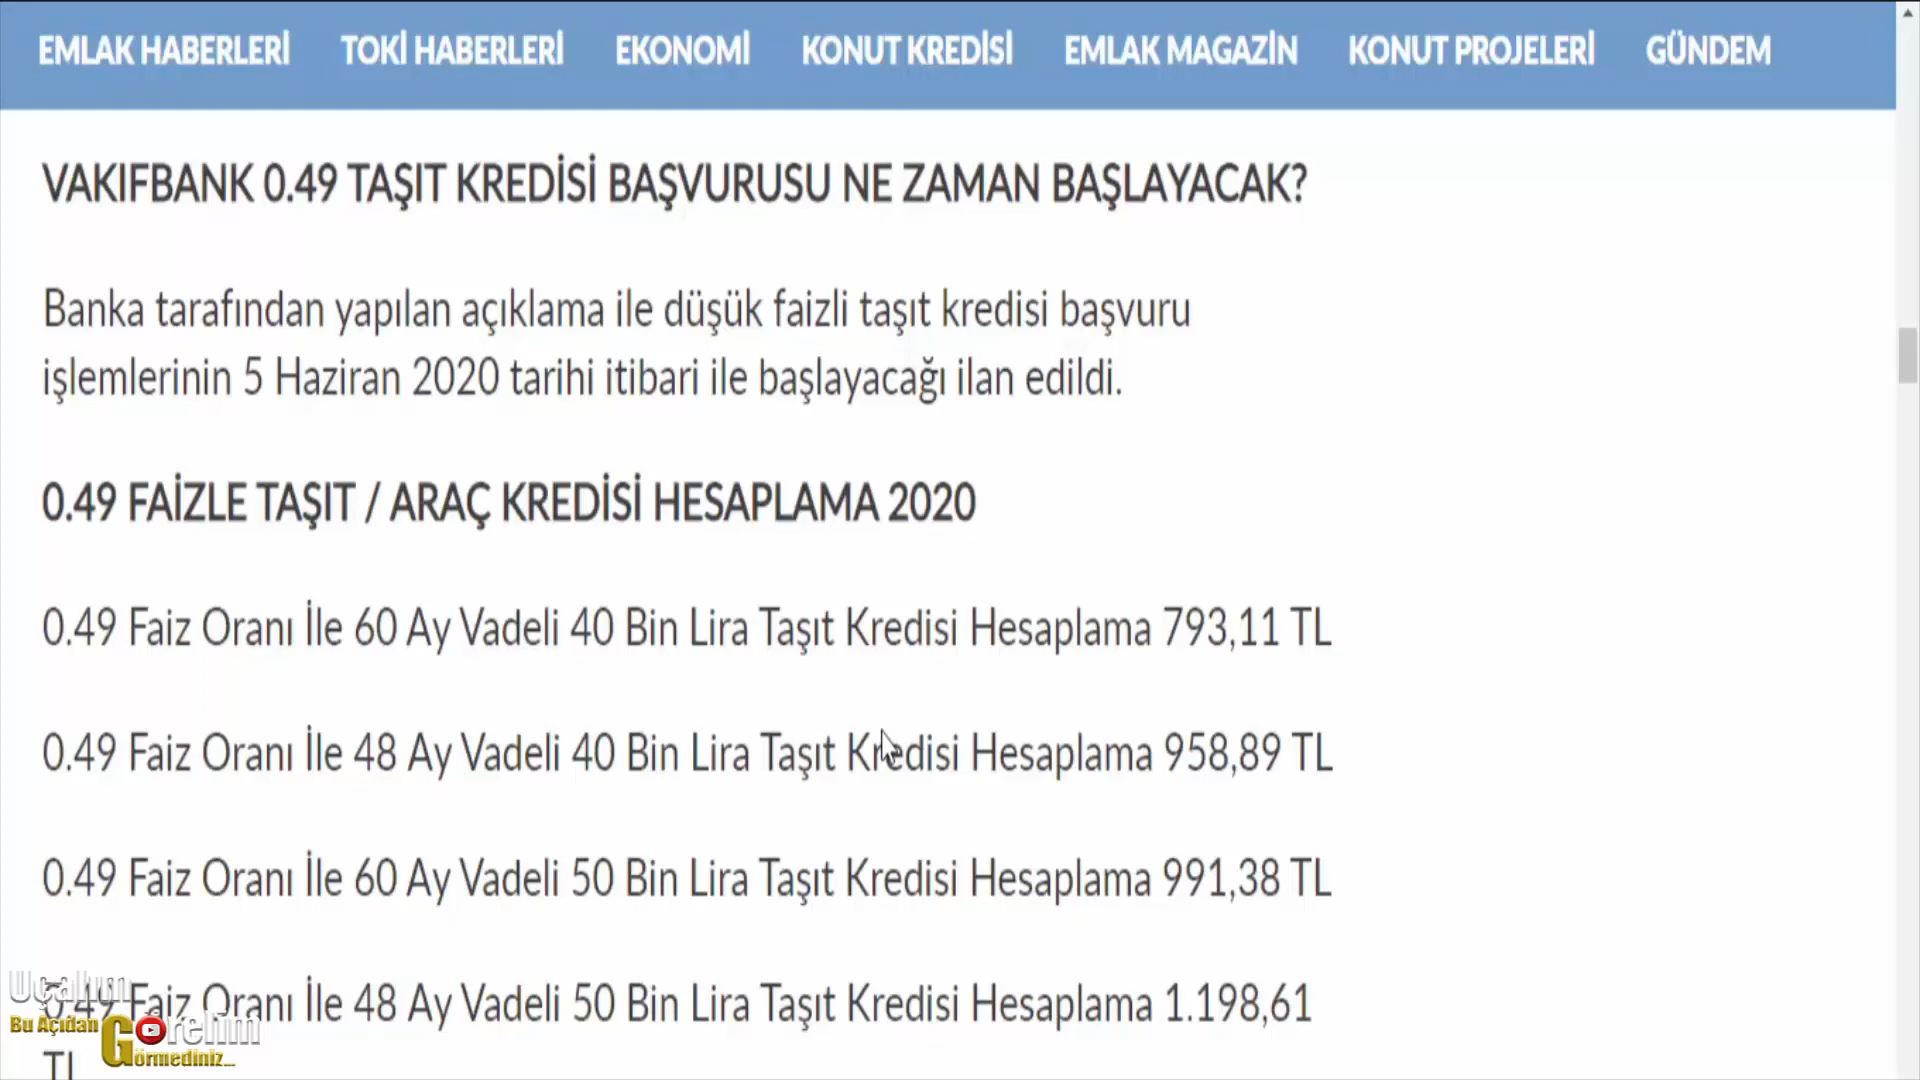 EMLAK HABERLERİ TOKİ HABERLERİ EKONOMİ KONUT KREDİSİ EMLAK MAGAZİN KONUT PROJELERİ GÜNDEM
VAKIFBANK 0.49 TAŞIT KREDİSİ BAŞVURUSU NE ZAMAN BAŞLAYACAK?
Banka tarafından yapılan açıklama ile düşük faizli taşıt kredisi başvuru
işlemlerinin 5 Haziran 2020 tarihi itibari ile başlayacağı ilan edildi.
0.49 FAİZLE TAŞIT / ARAÇ KREDİSİ HESAPLAMA 2020
0.49 Faiz Oranı İle 60 Ay Vadeli 40 Bin Lira Taşıt Kredisi Hesaplama 793,11 TL
0.49 Faiz Oranı İle 48 Ay Vadeli 40 Bin Lira Taşıt Kredisi Hesaplama 958,89 TL
0.49 Faiz Oranı İle 60 Ay Vadeli 50 Bin Lira Taşıt Kredisi Hesaplama 991,38 TL
0.49 Faiz Oranı İle 48 Ay Vadeli 50 Bin Lira Taşıt Kredisi Hesaplama 1.198,61
TL
Uçalım
Bu Açıdan Görelim
Görmediniz...